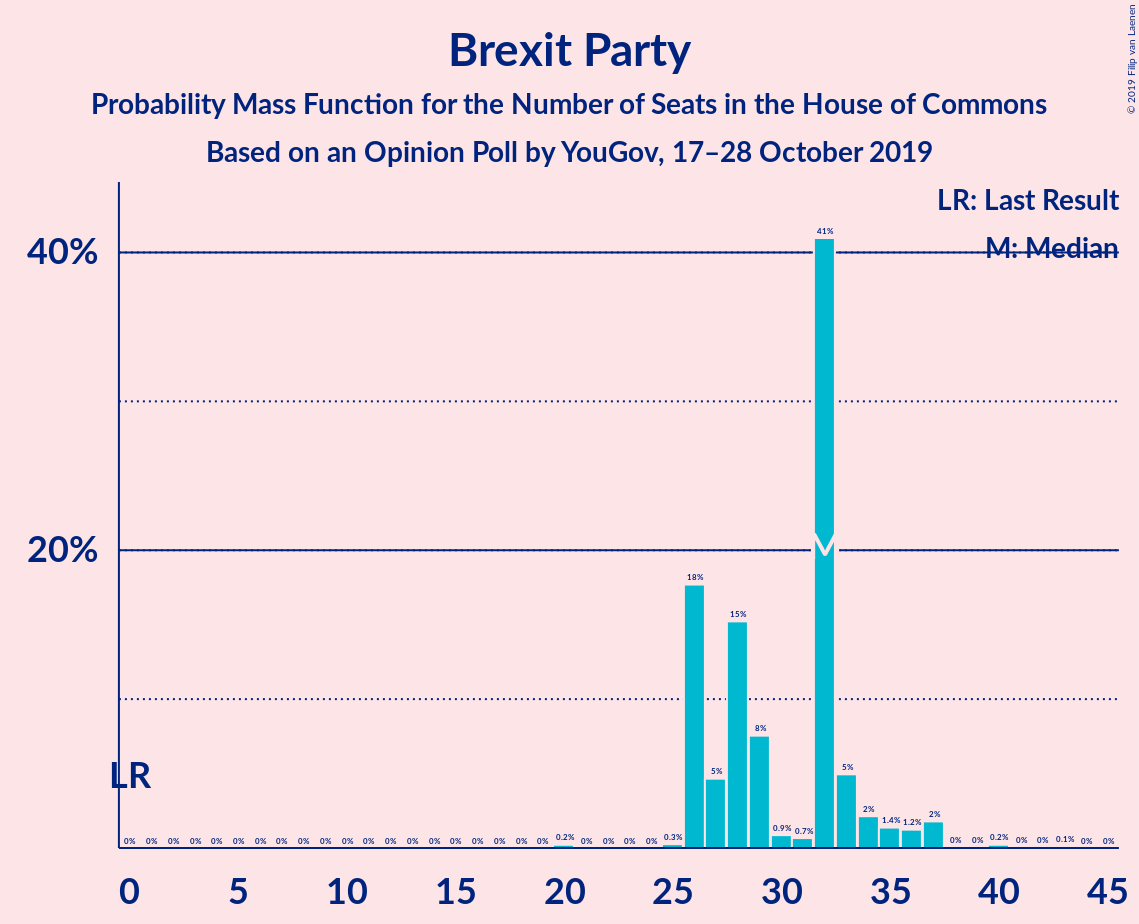 Brexit Party
Probability Mass Function for the Number of Seats in the House of Commons
Based on an Opinion Poll by YouGov, 17–28 October 2019
© 2019 Filip van Laenen
LR: Last Result
M: Median
40%
20%
LR
0% 0% 0% 0% 0% 0% 0% 0% 0% 0% 0% 0% 0% 0% 0% 0% 0% 0% 0% 0% 0.2% 0% 0% 0% 0% 0.3% 18% 5% 15% 8% 0.9% 0.7% 41% 5% 2% 1.4% 1.2% 2% 0% 0% 0.2% 0% 0% 0.1% 0% 0%
0 5 10 15 20 25 30 35 40 45